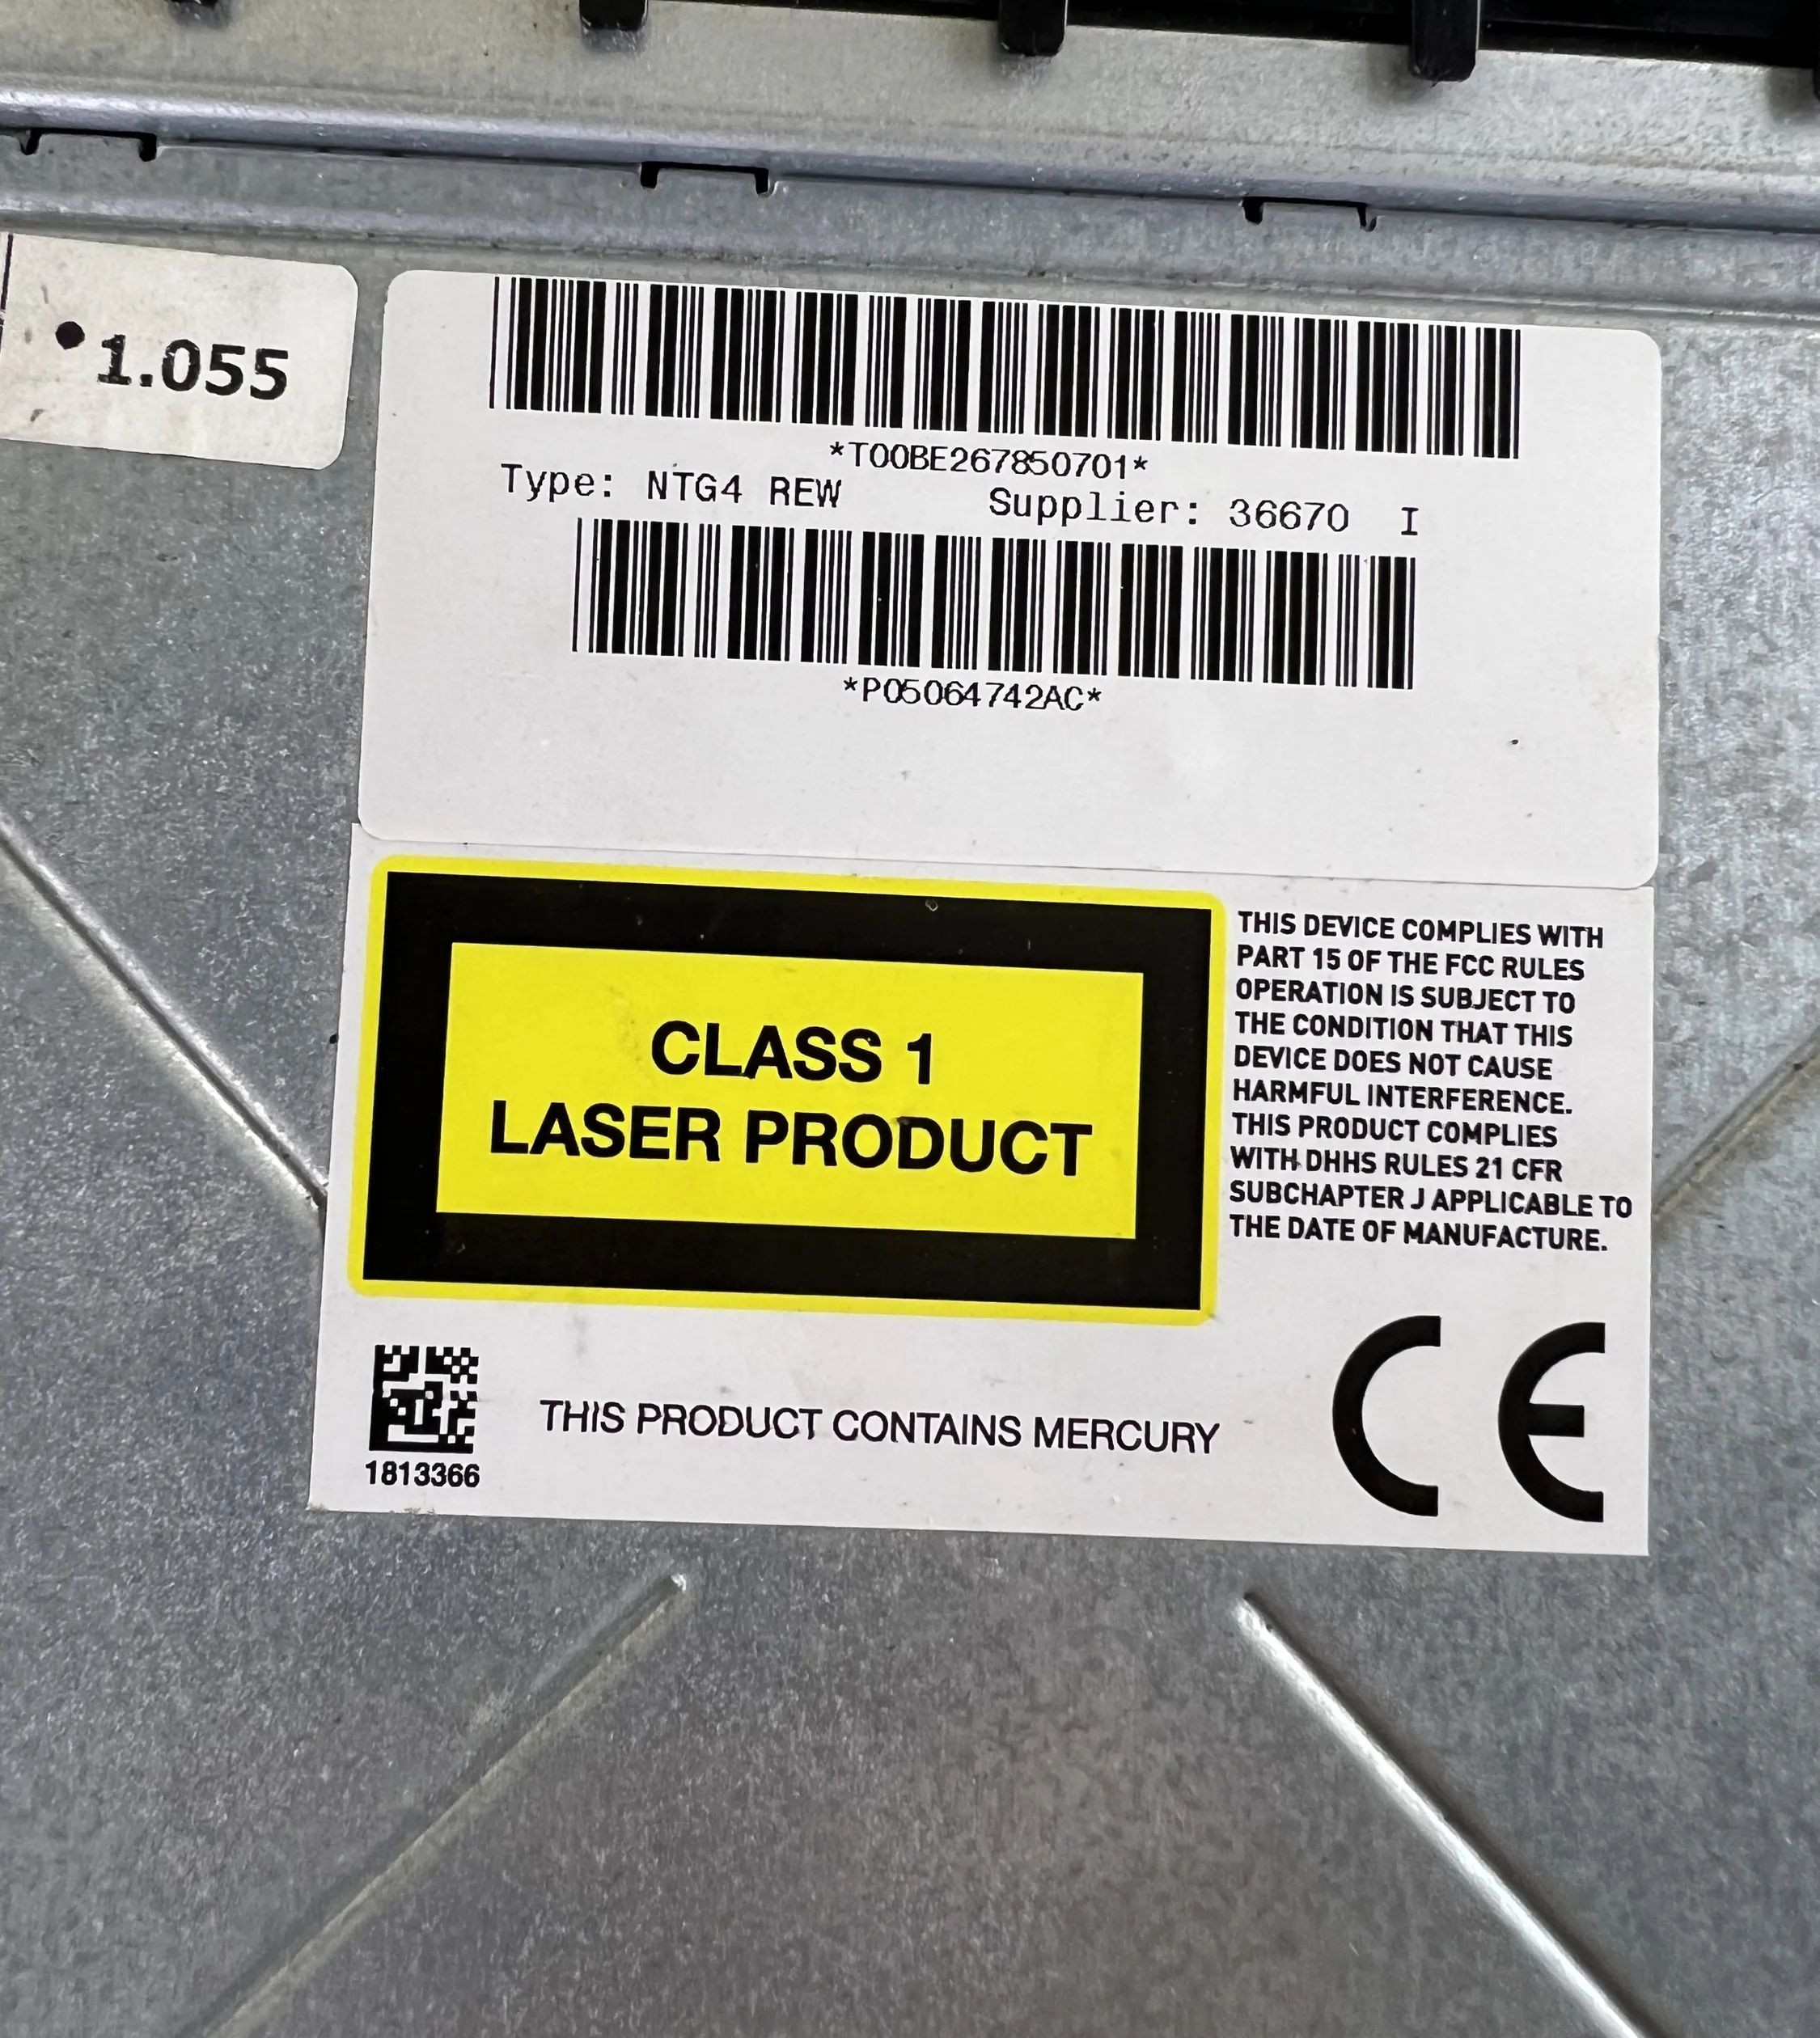 •1.055
*T00BE267850701*
Type: NTG4 REW Supplier: 36670 I
*P05064742AC*
CLASS 1
LASER PRODUCT
THIS DEVICE COMPLIES WITH
PART 15 OF THE FCC RULES
OPERATION IS SUBJECT TO
THE CONDITION THAT THIS
DEVICE DOES NOT CAUSE
HARMFUL INTERFERENCE.
THIS PRODUCT COMPLIES
WITH DHHS RULES 21 CFR
SUBCHAPTER J APPLICABLE TO
THE DATE OF MANUFACTURE.
1813366
THIS PRODUCT CONTAINS MERCURY
CE